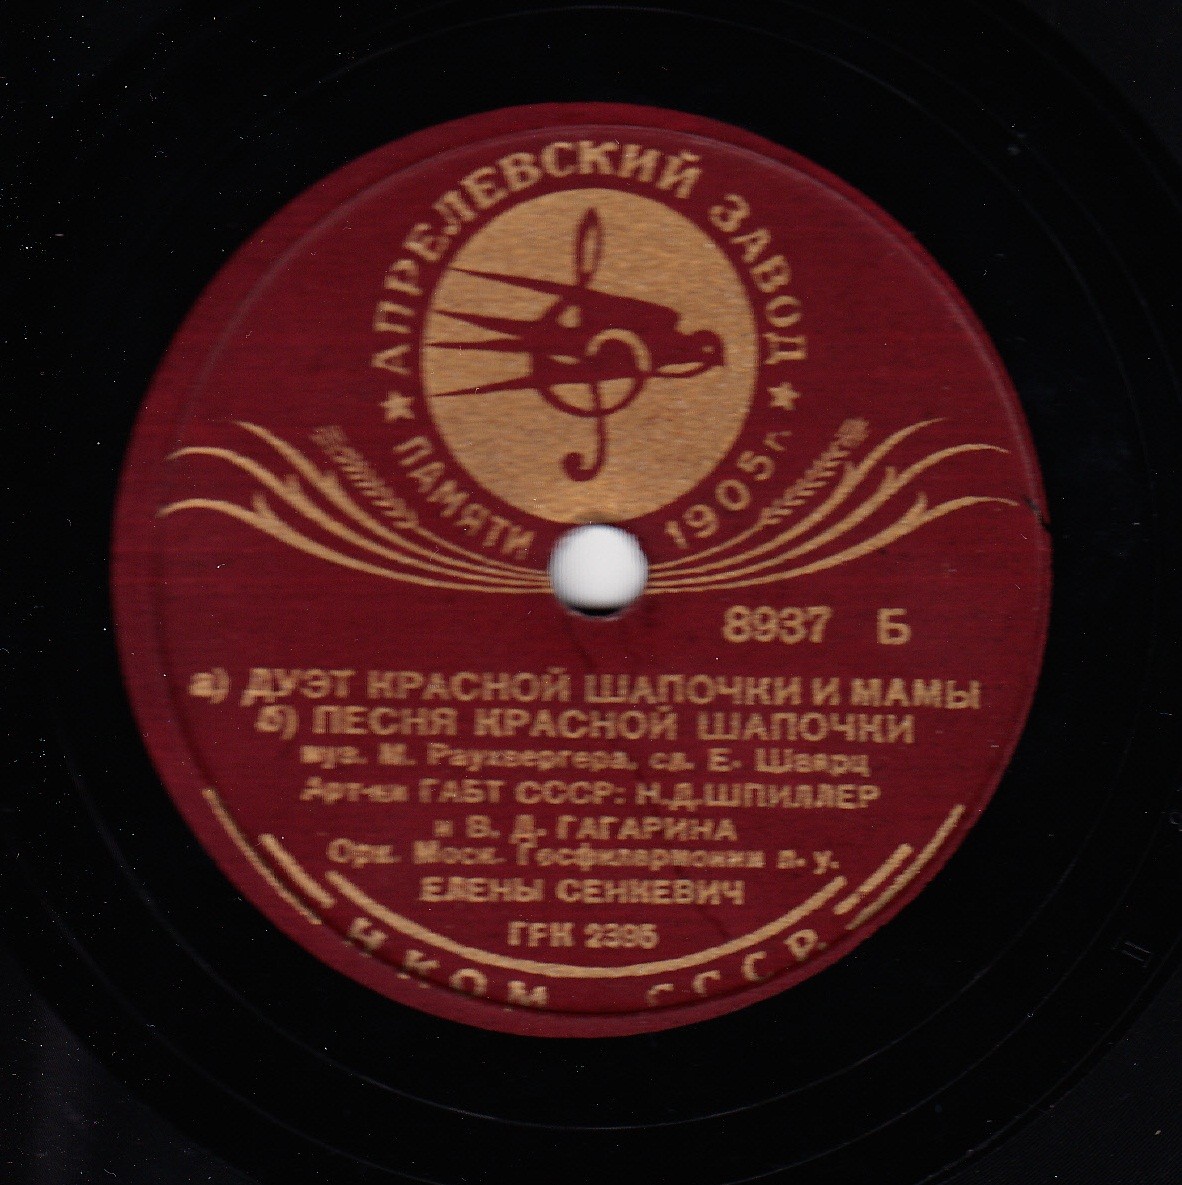 АПРЕЛЕВСКИЙ ЗАВОД
ПАМЯТИ 1905 г.
8937 Б
а) ДУЭТ КРАСНОЙ ШАПОЧКИ И МАМЫ
б) ПЕСНЯ КРАСНОЙ ШАПОЧКИ
муз. М. Раухвергера, сл. Е. Шварц
Арт-ки ГАБТ СССР: Н.Д.ШПИЛЛЕР
и В. Д. ГАГАРИНА
Орк. Моск. Госфилармонии п. у.
ЕЛЕНЫ СЕНКЕВИЧ
ГРК 2395
НКОМ СССР